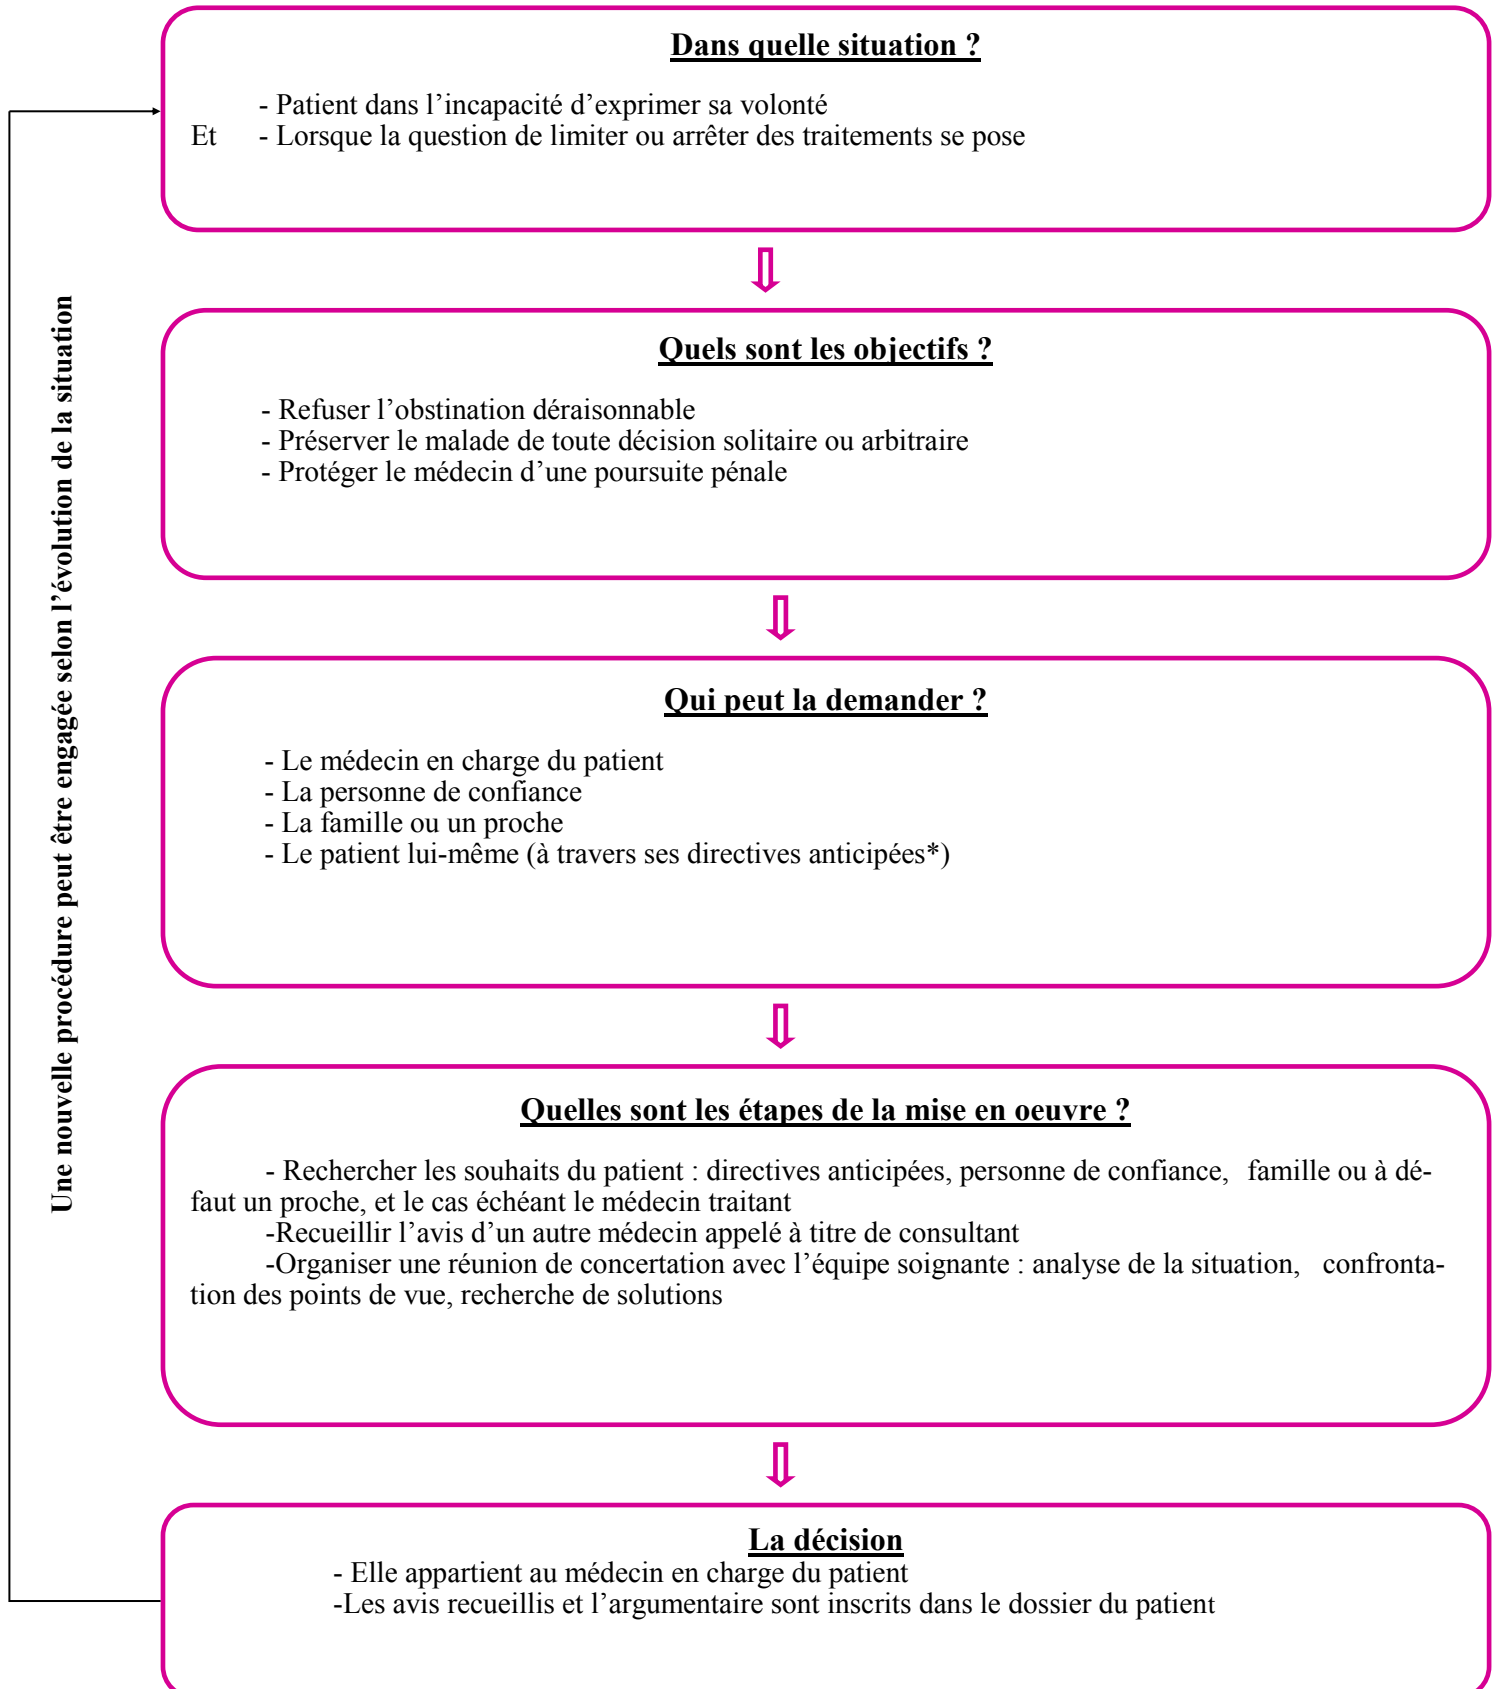 Dans quelle situation ?
- Patient dans l’incapacité d’exprimer sa volonté
Et - Lorsque la question de limiter ou arrêter des traitements se pose
Quels sont les objectifs ?
- Refuser l’obstination déraisonnable
- Préserver le malade de toute décision solitaire ou arbitraire
- Protéger le médecin d’une poursuite pénale
Qui peut la demander ?
- Le médecin en charge du patient
- La personne de confiance
- La famille ou un proche
- Le patient lui-même (à travers ses directives anticipées*)
Quelles sont les étapes de la mise en oeuvre ?
- Rechercher les souhaits du patient : directives anticipées, personne de confiance, famille ou à dé-
faut un proche, et le cas échéant le médecin traitant
-Recueillir l’avis d’un autre médecin appelé à titre de consultant
-Organiser une réunion de concertation avec l’équipe soignante : analyse de la situation, confronta-
tion des points de vue, recherche de solutions
La décision
- Elle appartient au médecin en charge du patient
-Les avis recueillis et l’argumentaire sont inscrits dans le dossier du patient
Une nouvelle procédure peut être engagée selon l’évolution de la situation